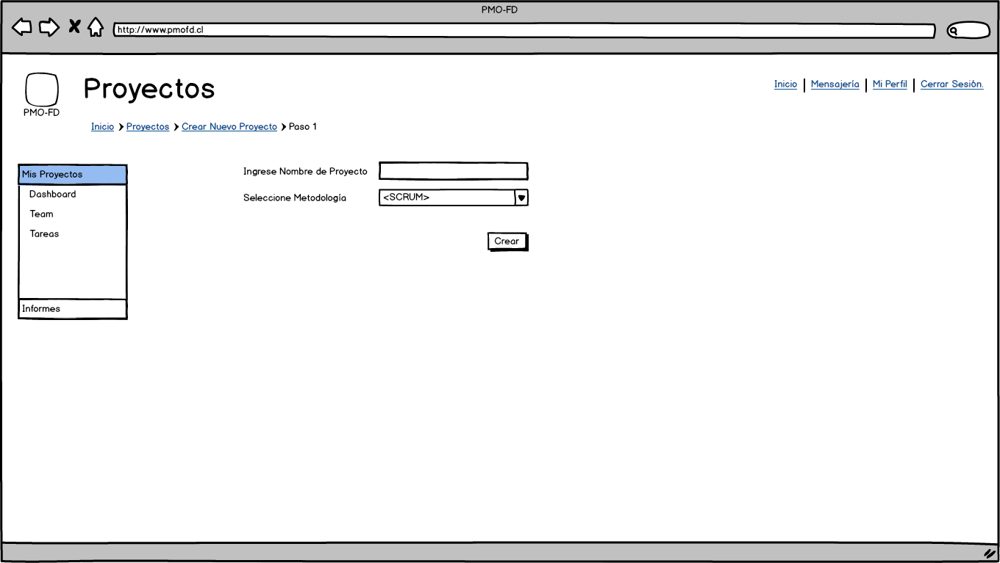 PMO-FD
http://www.pmofd.cl
PMO-FD
Proyectos
Inicio Mensajería Mi Perfil Cerrar Sesión.
Inicio Proyectos Crear Nuevo Proyecto Paso 1
Mis Proyectos
Dashboard
Team
Tareas
Informes
Ingrese Nombre de Proyecto
Seleccione Metodología <SCRUM>
Crear